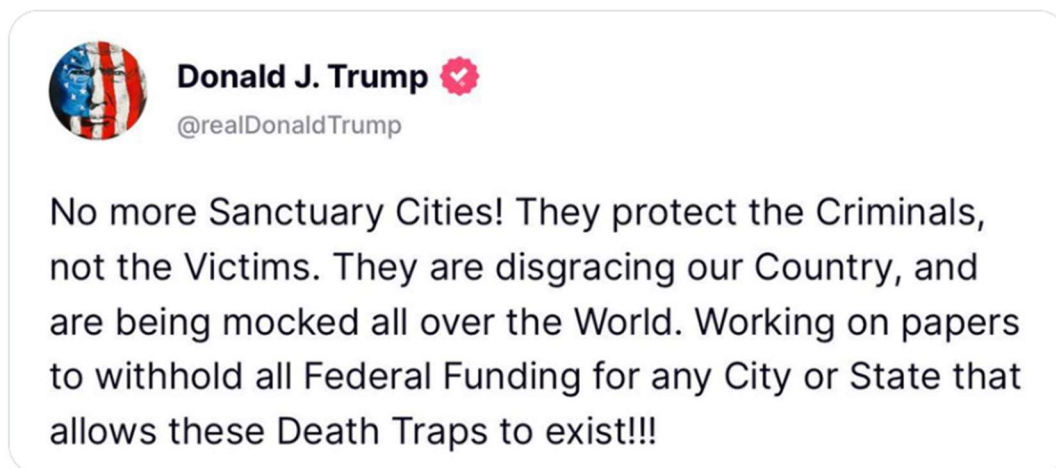 Donald J. Trump
@realDonaldTrump
No more Sanctuary Cities! They protect the Criminals,
not the Victims. They are disgracing our Country, and
are being mocked all over the World. Working on papers
to withhold all Federal Funding for any City or State that
allows these Death Traps to exist!!!